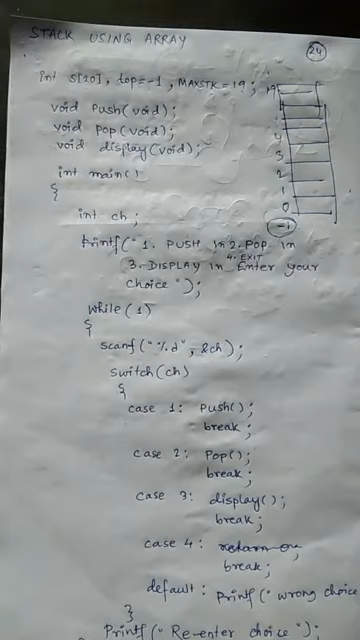 STACK USING ARRAY
24
int s[20], top=-1, MAXSTK=19;
19
void Push(void);
void Pop(void);
void display(void);
4
3
2
1
0
-1
int main()
{
int ch;
Printf("1. PUSH \n 2. POP \n
4. EXIT
3. DISPLAY \n Enter your
choice");
while(1)
{
scanf("%d", &ch);
switch(ch)
{
case 1: Push();
break;
case 2: Pop();
break;
case 3: display();
break;
case 4:
break;
default: Printf("wrong choice
}
Printf("Re-enter choice");